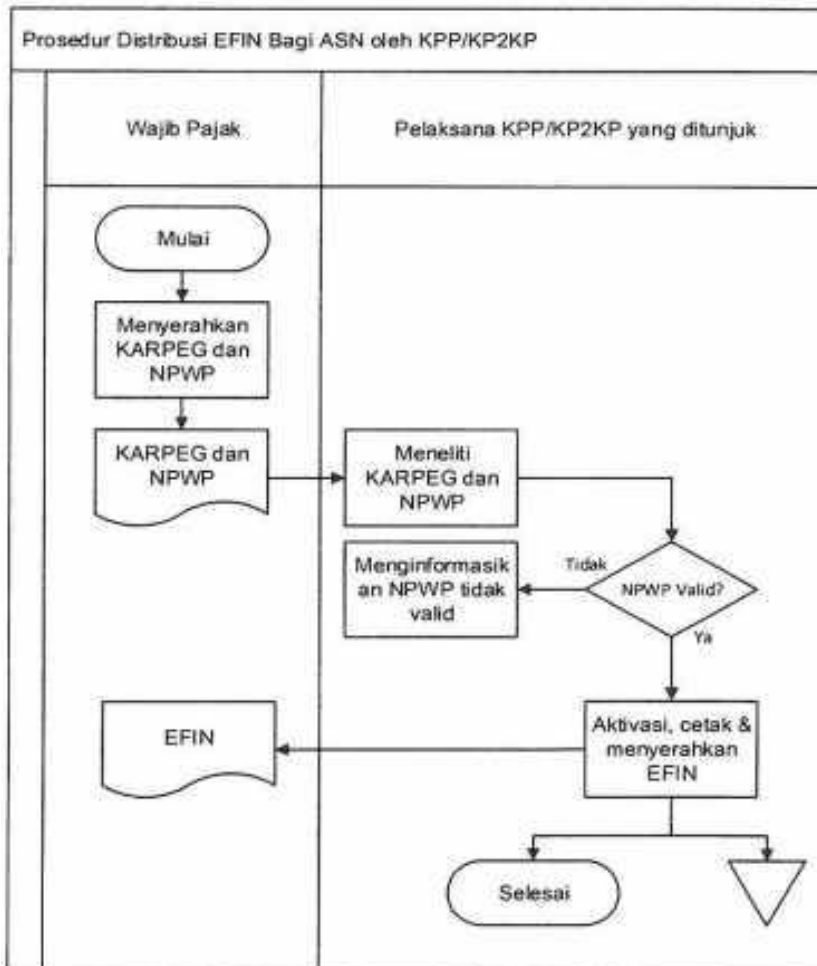 Prosedur Distribusi EFIN Bagi ASN oleh KPP/KP2KP
Wajib Pajak
Pelaksana KPP/KP2KP yang ditunjuk
Mulai
Menyerahkan
KARPEG dan
NPWP
KARPEG dan
NPWP
Meneliti
KARPEG dan
NPWP
Tidak
NPWP Valid?
Menginformasik
an NPWP tidak
valid
Ya
Aktivasi, cetak &
menyerahkan
EFIN
EFIN
Selesai